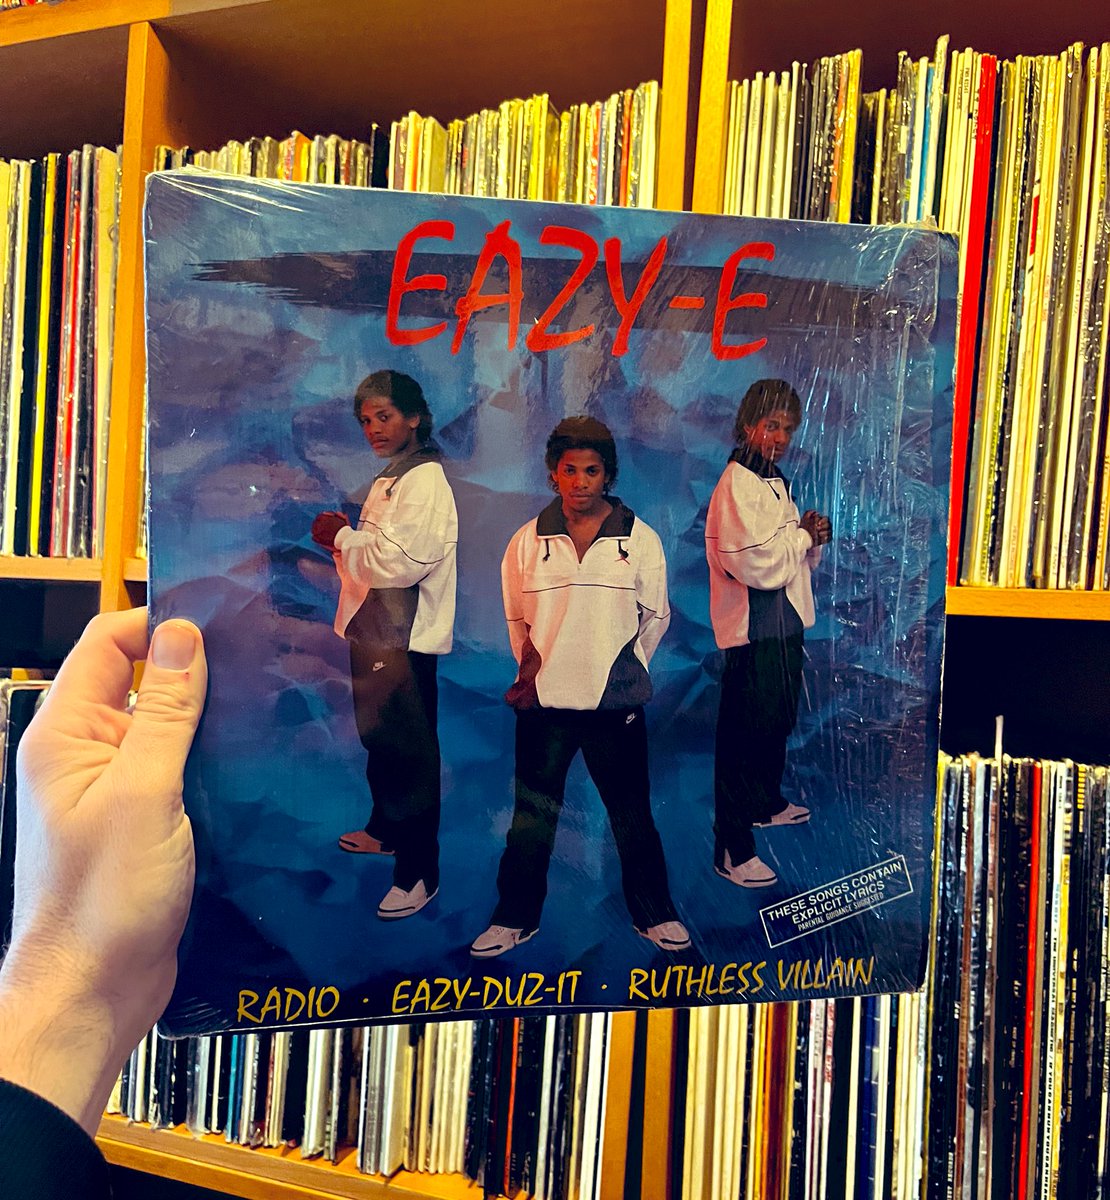 EAZY-E
THESE SONGS CONTAIN
EXPLICIT LYRICS
PARENTAL GUIDANCE SUGGESTED
RADIO · EAZY-DUZ-IT · RUTHLESS VILLAIN